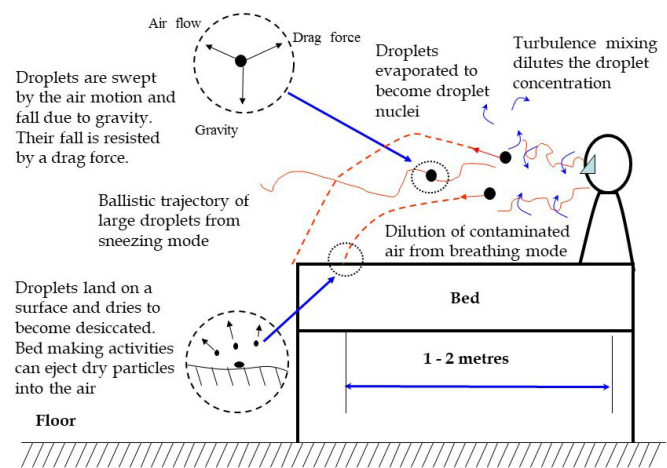 Air flow
Drag force
Gravity
Droplets are swept
by the air motion and
fall due to gravity.
Their fall is resisted
by a drag force.
Droplets
evaporated to
become droplet
nuclei
Turbulence mixing
dilutes the droplet
concentration
Ballistic trajectory of
large droplets from
sneezing mode
Dilution of contaminated
air from breathing mode
Droplets land on a
surface and dries to
become desiccated.
Bed making activities
can eject dry particles
into the air
Bed
1 - 2 metres
Floor